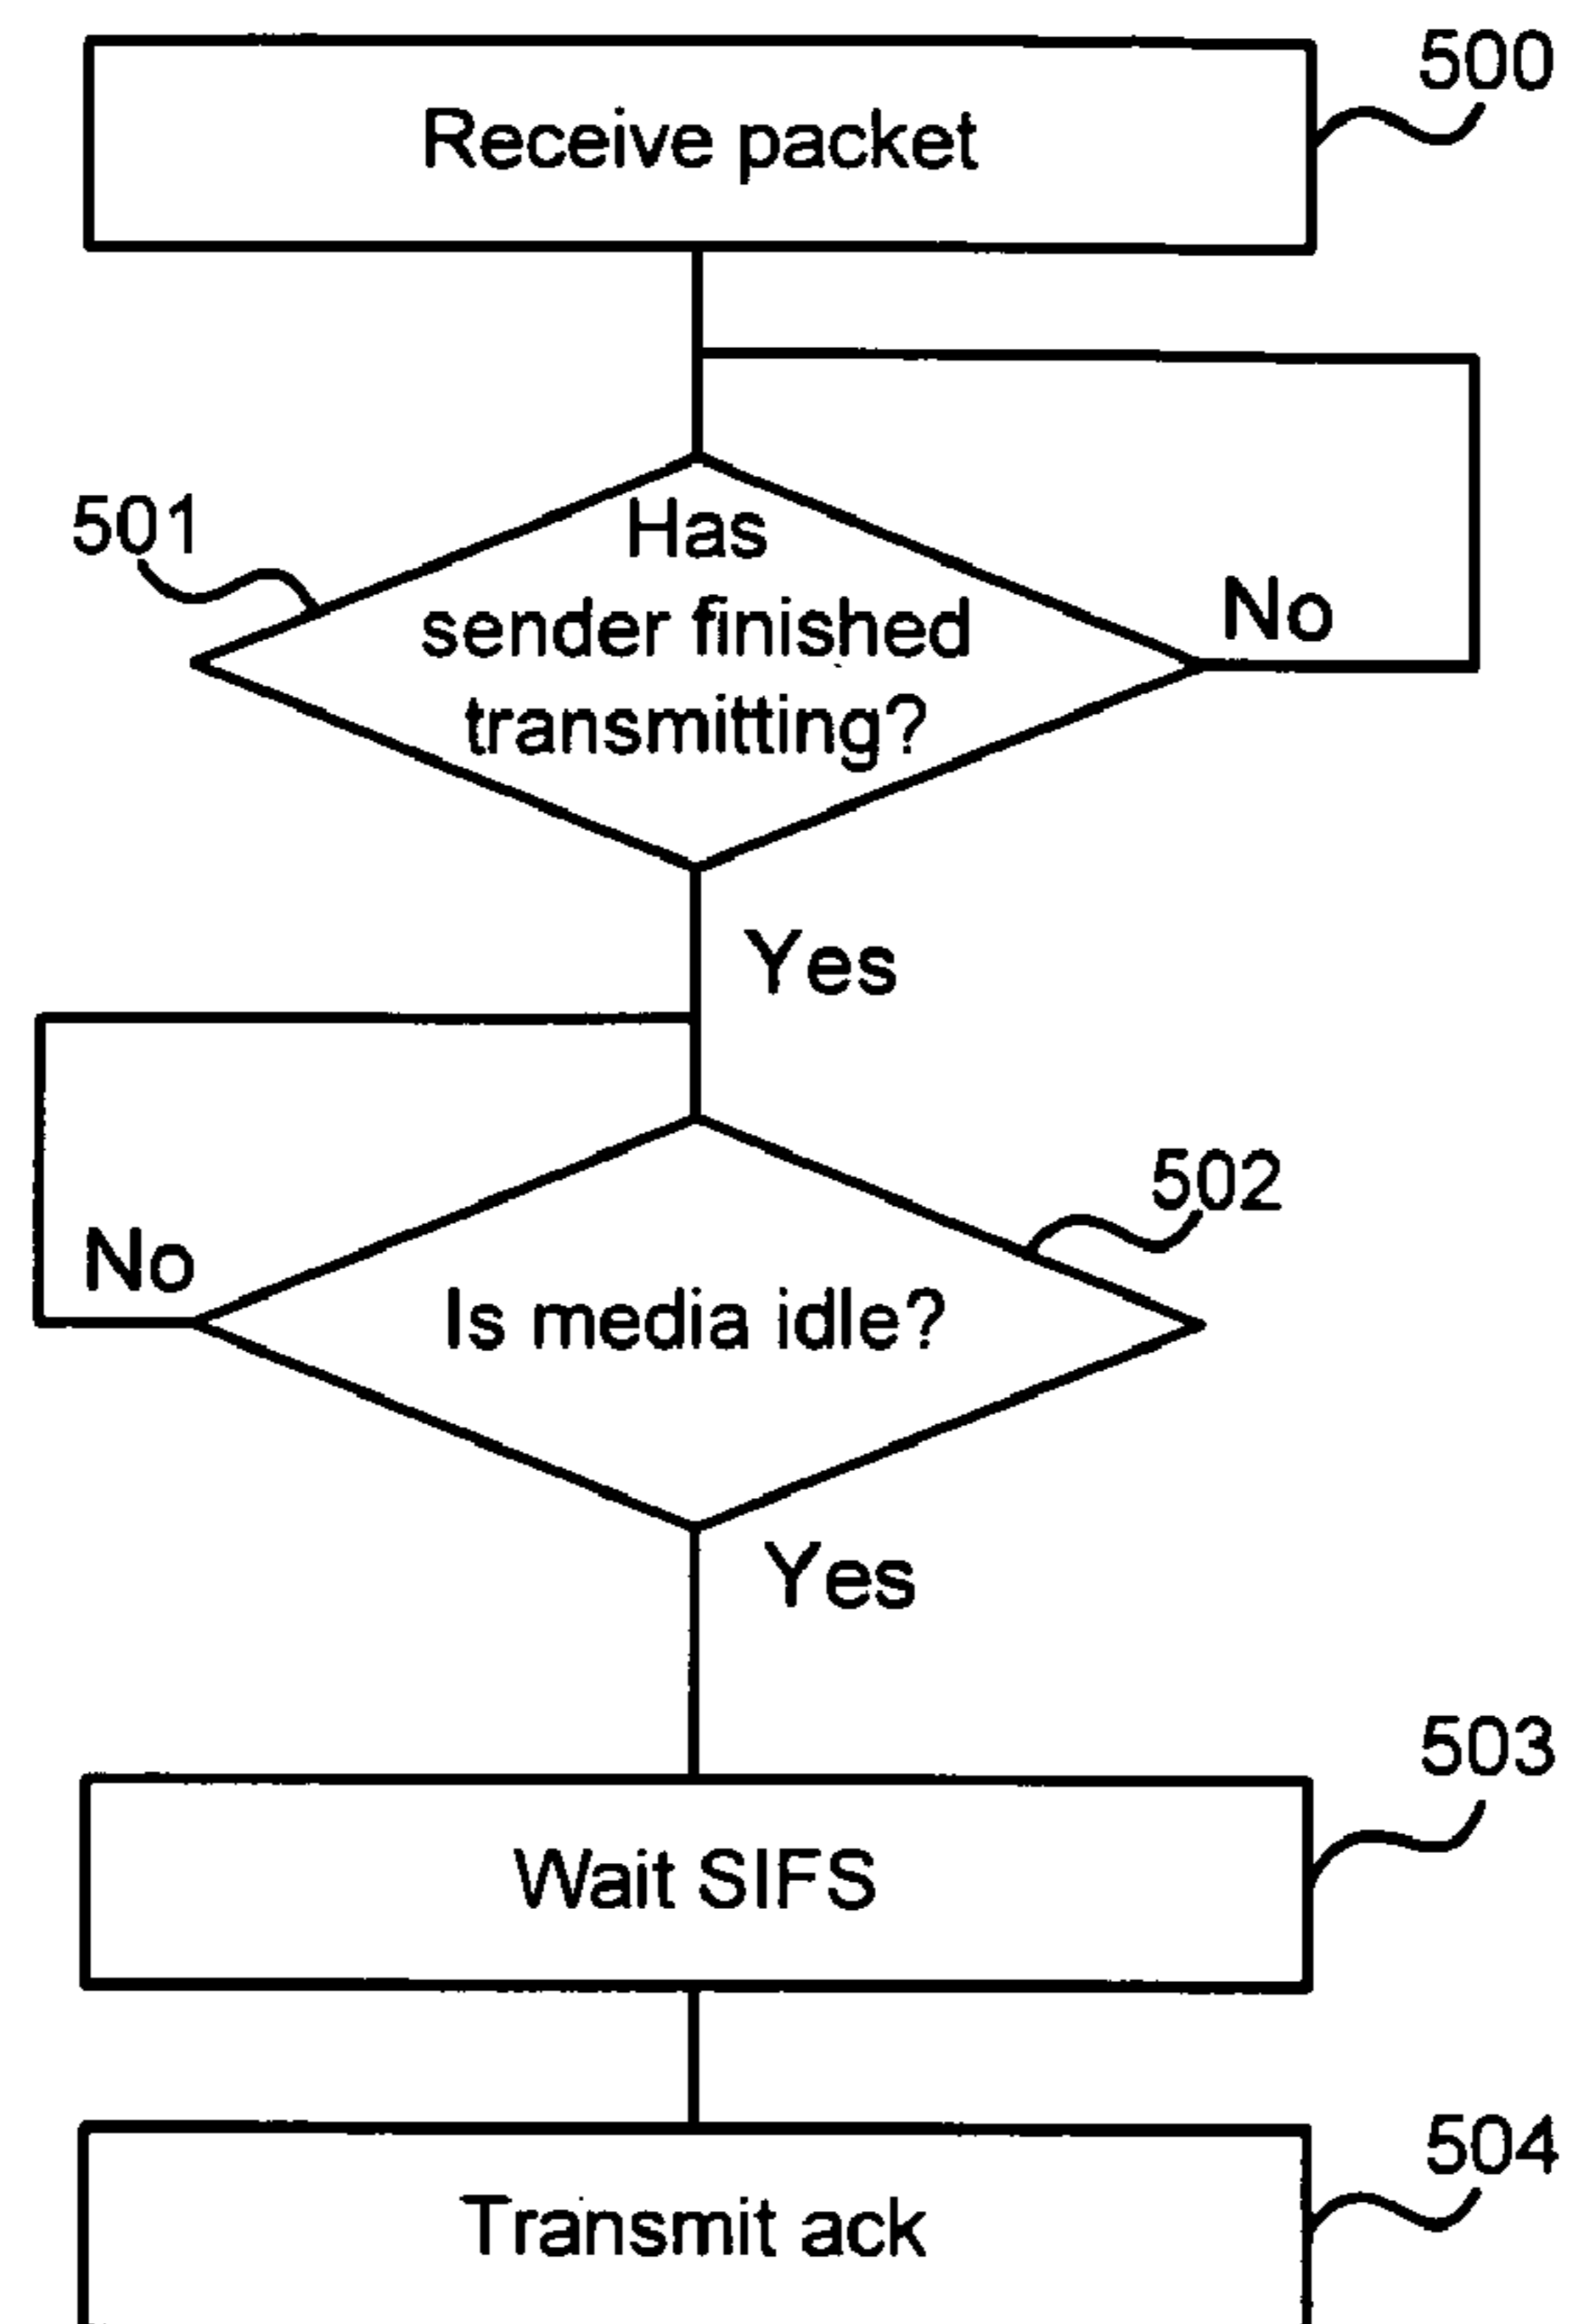 500
Receive packet
501
Has
sender finished
transmitting?
No
Yes
502
No
Is media idle?
Yes
503
Wait SIFS
504
Transmit ack